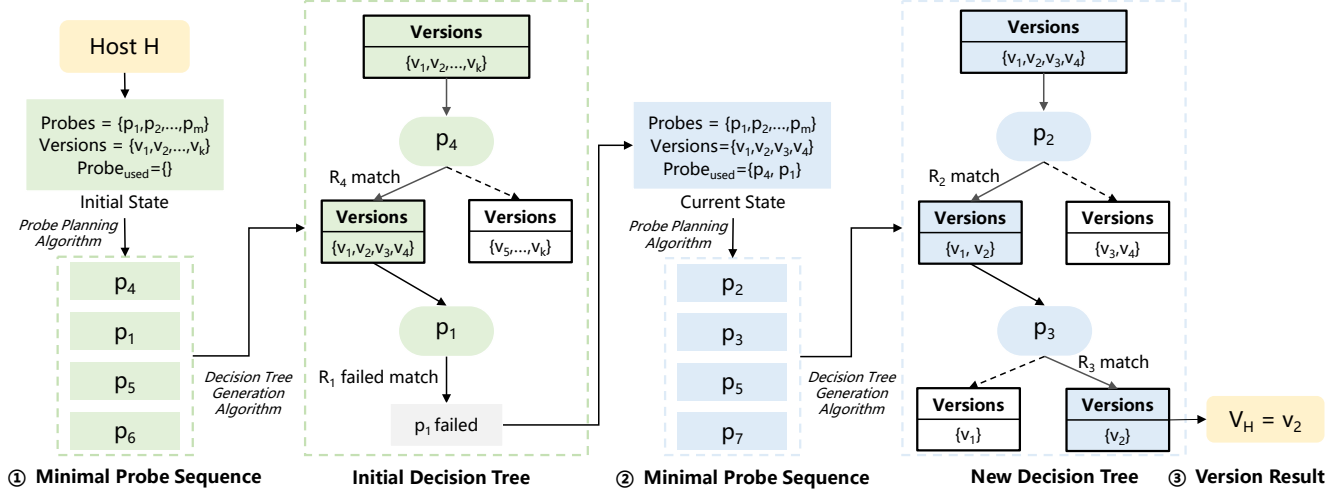 Host H
Probes = {p₁,p₂,...,pₘ}
Versions = {v₁,v₂,...,vₖ}
Probeᵤₛₑd={}
Initial State
Probe Planning
Algorithm
p₄
p₁
p₅
p₆
① Minimal Probe Sequence
Decision Tree
Generation
Algorithm
Versions
{v₁,v₂,...,vₖ}
p₄
R₄ match
Versions
{v₁,v₂,v₃,v₄}
Versions
{v₅,...,vₖ}
p₁
R₁ failed match
p₁ failed
Initial Decision Tree
Probes = {p₁,p₂,...,pₘ}
Versions={v₁,v₂,v₃,v₄}
Probeᵤₛₑd={p₄, p₁}
Current State
Probe Planning
Algorithm
p₂
p₃
p₅
p₇
② Minimal Probe Sequence
Decision Tree
Generation
Algorithm
Versions
{v₁,v₂,v₃,v₄}
p₂
R₂ match
Versions
{v₁, v₂}
Versions
{v₃,v₄}
p₃
R₃ match
Versions
{v₁}
Versions
{v₂}
New Decision Tree
V_H = v₂
③ Version Result